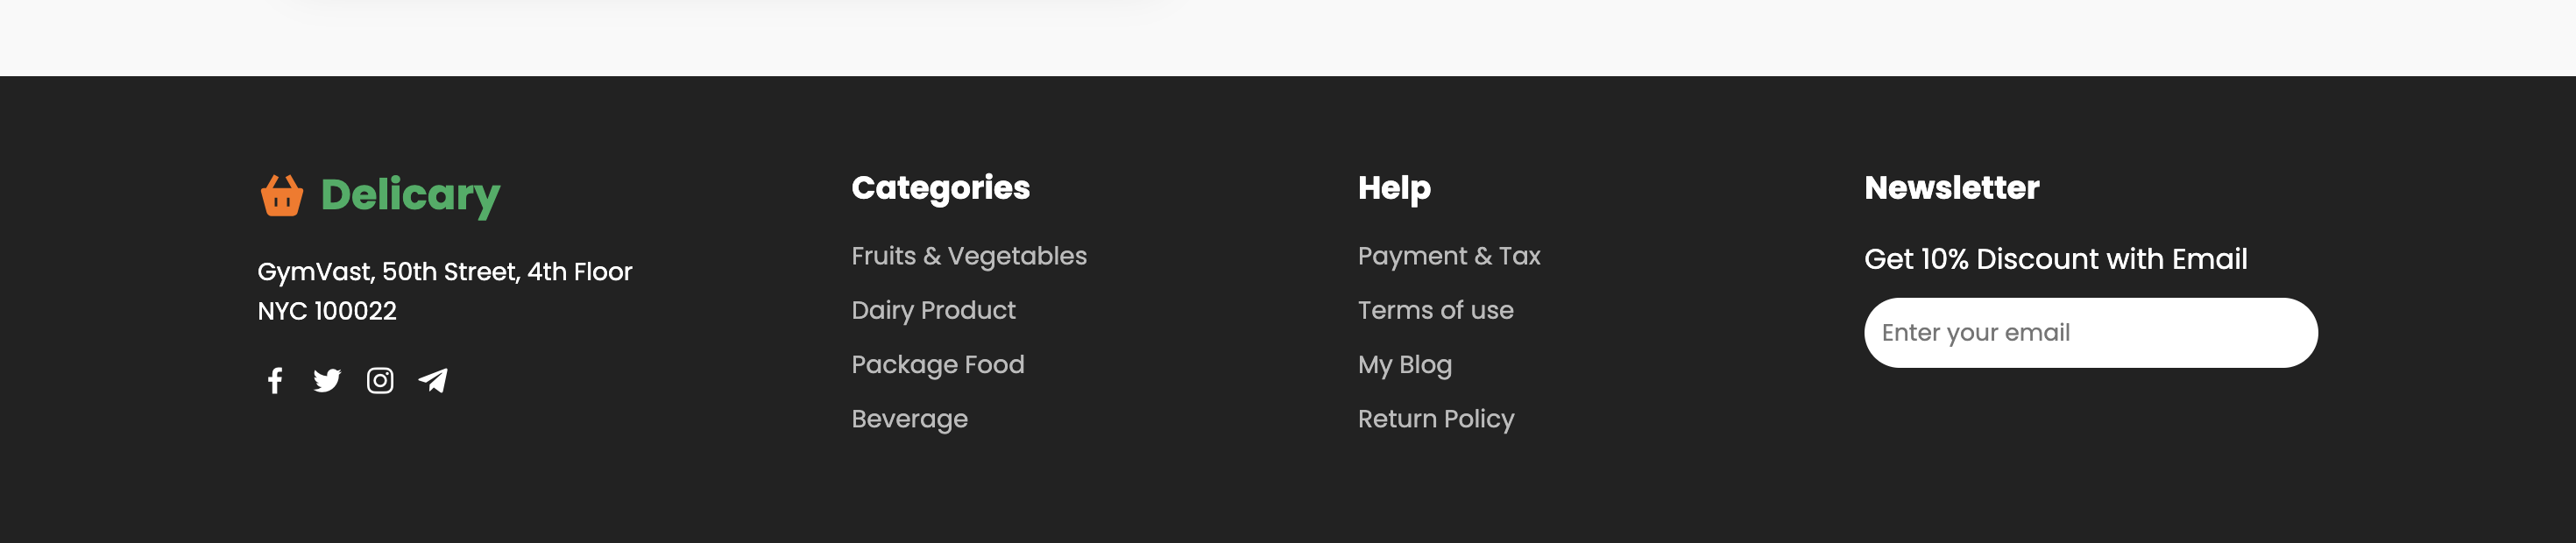 Delicary
GymVast, 50th Street, 4th Floor
NYC 100022
Categories
Fruits & Vegetables
Dairy Product
Package Food
Beverage
Help
Payment & Tax
Terms of use
My Blog
Return Policy
Newsletter
Get 10% Discount with Email
Enter your email